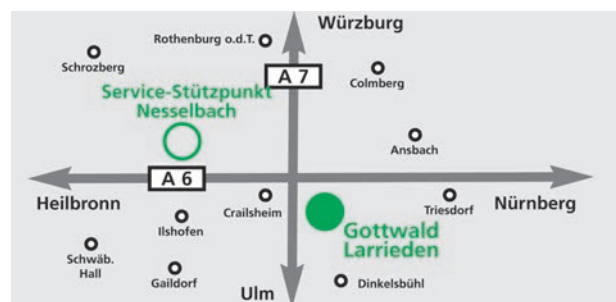 Würzburg
Rothenburg o.d.T.
Schrozberg
A 7
Colmberg
Service-Stützpunkt
Nesselbach
Ansbach
A 6
Heilbronn
Crailsheim
Triesdorf
Nürnberg
Ilshofen
Gottwald
Larrieden
Schwäb.
Hall
Gaildorf
Dinkelsbühl
Ulm